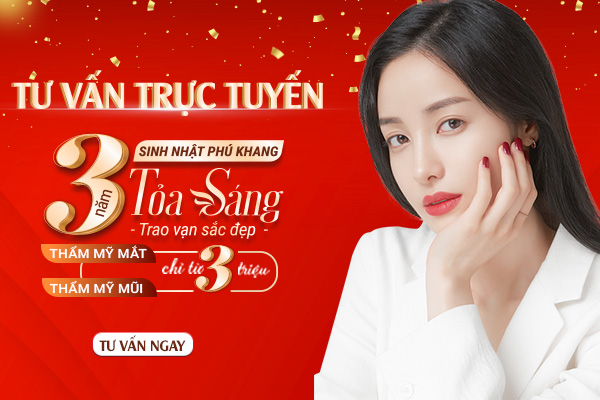 TƯ VẤN TRỰC TUYẾN
SINH NHẬT PHÚ KHANG
3 năm Tỏa Sáng
- Trao vạn sắc đẹp -
THẨM MỸ MẮT
chỉ từ 3 triệu
THẨM MỸ MŨI
TƯ VẤN NGAY